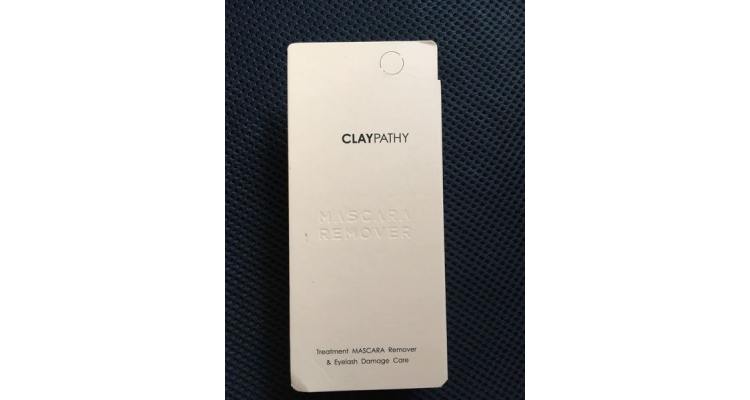 CLAYPATHY
MASCARA
REMOVER
Treatment MASCARA Remover
& Eyelash Damage Care